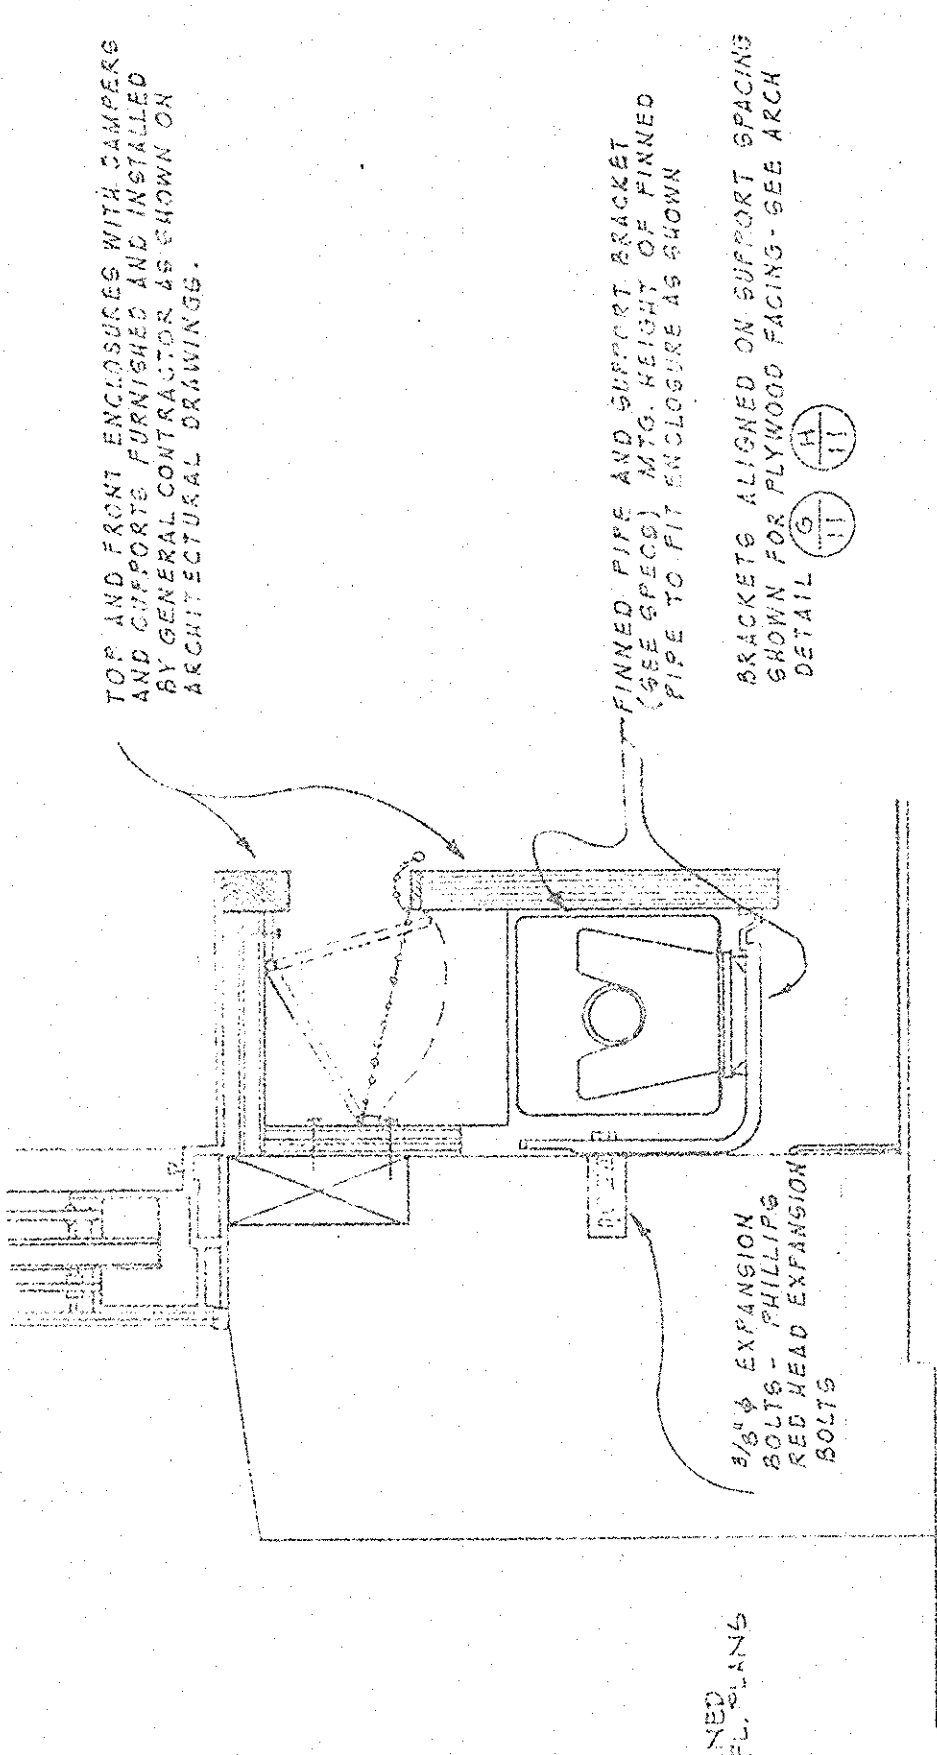 TOP AND FRONT ENCLOSURES WITH DAMPERS
AND SUPPORTS FURNISHED AND INSTALLED
BY GENERAL CONTRACTOR AS SHOWN ON
ARCHITECTURAL DRAWINGS.
FINNED PIPE AND SUPPORT BRACKET
(SEE SPECS) MTG. HEIGHT OF FINNED
PIPE TO FIT ENCLOSURE AS SHOWN
BRACKETS ALIGNED ON SUPPORT SPACING
SHOWN FOR PLYWOOD FACING-SEE ARCH
DETAIL G/11 H/11
3/8" ϕ EXPANSION
BOLTS - PHILLIPS
RED HEAD EXPANSION
BOLTS
NED
FL. PLANS